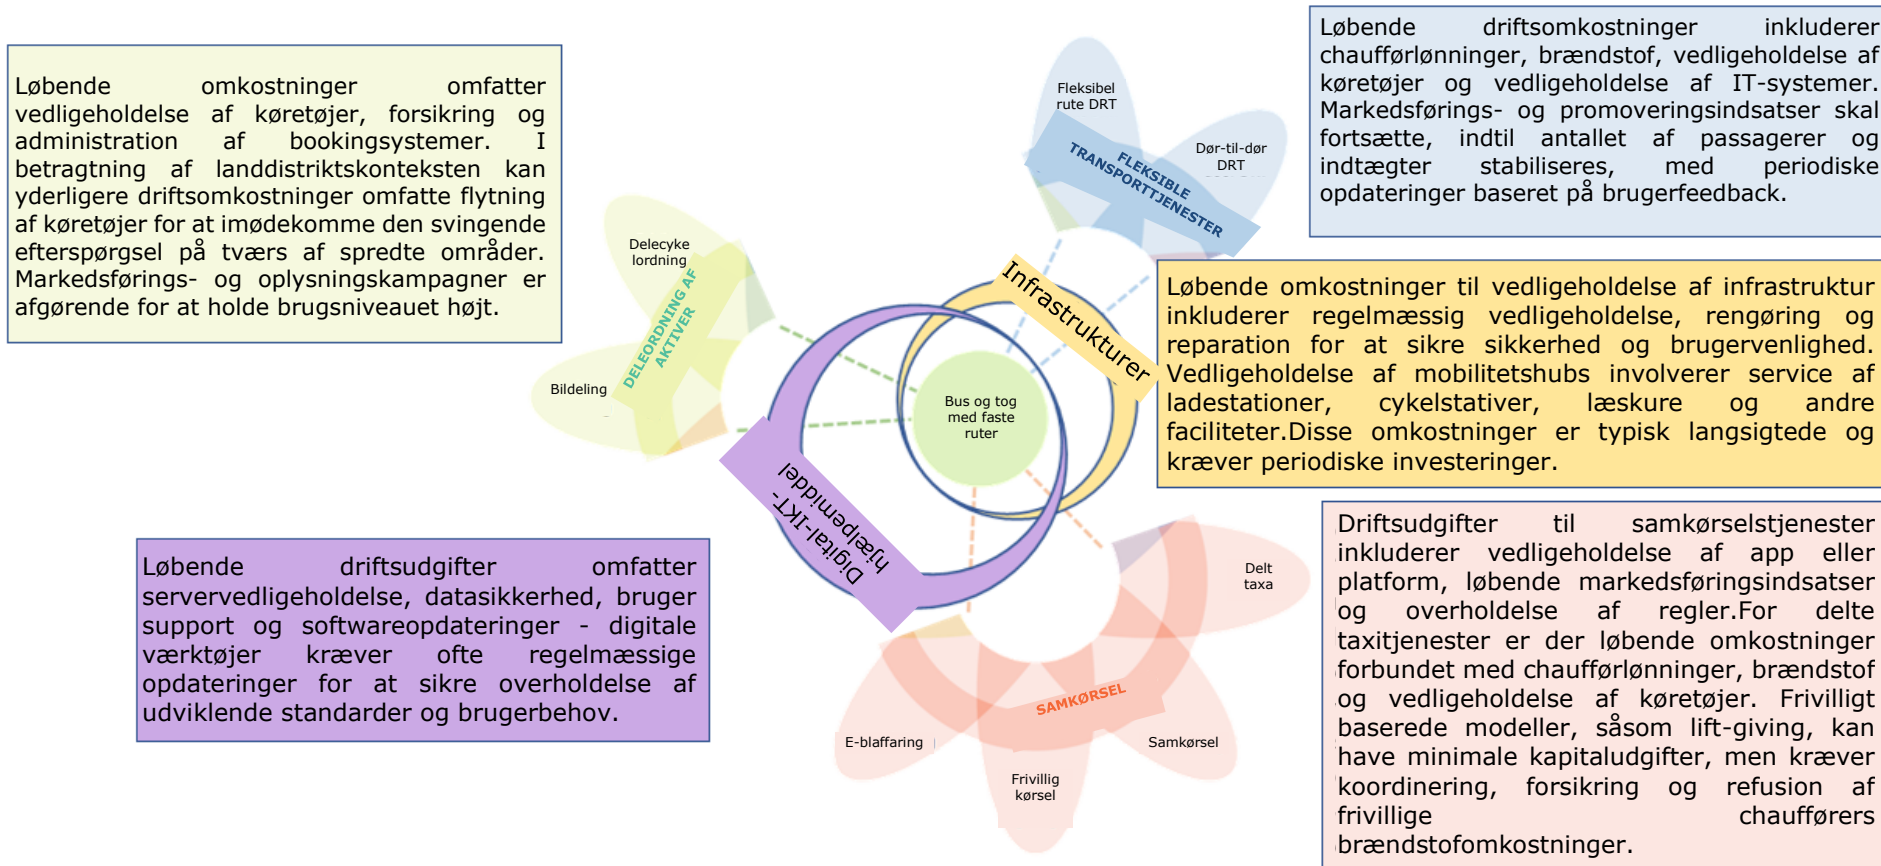 Løbende omkostninger omfatter
vedligeholdelse af køretøjer, forsikring og
administration af bookingsystemer. I
betragtning af landdistriktskonteksten kan
yderligere driftsomkostninger omfatte flytning
af køretøjer for at imødekomme den svingende
efterspørgsel på tværs af spredte områder.
Markedsførings- og oplysningskampagner er
afgørende for at holde brugsniveauet højt.
Fleksibel
rute DRT
Dør-til-dør
DRT
FLEKSIBLE
TRANSPORTTJENESTER
Løbende driftsomkostninger inkluderer
chaufførlønninger, brændstof, vedligeholdelse af
køretøjer og vedligeholdelse af IT-systemer.
Markedsførings- og promoveringsindsatser skal
fortsætte, indtil antallet af passagerer og
indtægter stabiliseres, med periodiske
opdateringer baseret på brugerfeedback.
Delecyke
lordning
DELEORDNING AF
AKTIVER
Bildeling
Infrastrukturer
Bus og tog
med faste
ruter
Løbende omkostninger til vedligeholdelse af infrastruktur
inkluderer regelmæssig vedligeholdelse, rengøring og
reparation for at sikre sikkerhed og brugervenlighed.
Vedligeholdelse af mobilitetshubs involverer service af
ladestationer, cykelstativer, læskure og andre
faciliteter.Disse omkostninger er typisk langsigtede og
kræver periodiske investeringer.
Digital-IKT-
hjælpemiddel
Løbende driftsudgifter omfatter
servervedligeholdelse, datasikkerhed, bruger
support og softwareopdateringer - digitale
værktøjer kræver ofte regelmæssige
opdateringer for at sikre overholdelse af
udviklende standarder og brugerbehov.
Delt
taxa
SAMKØRSEL
E-blaffaring
Samkørsel
Frivillig
kørsel
Driftsudgifter til samkørselstjenester
inkluderer vedligeholdelse af app eller
platform, løbende markedsføringsindsatser
og overholdelse af regler.For delte
taxitjenester er der løbende omkostninger
forbundet med chaufførlønninger, brændstof
og vedligeholdelse af køretøjer. Frivilligt
baserede modeller, såsom lift-giving, kan
have minimale kapitaludgifter, men kræver
koordinering, forsikring og refusion af
frivillige chaufførers
brændstofomkostninger.